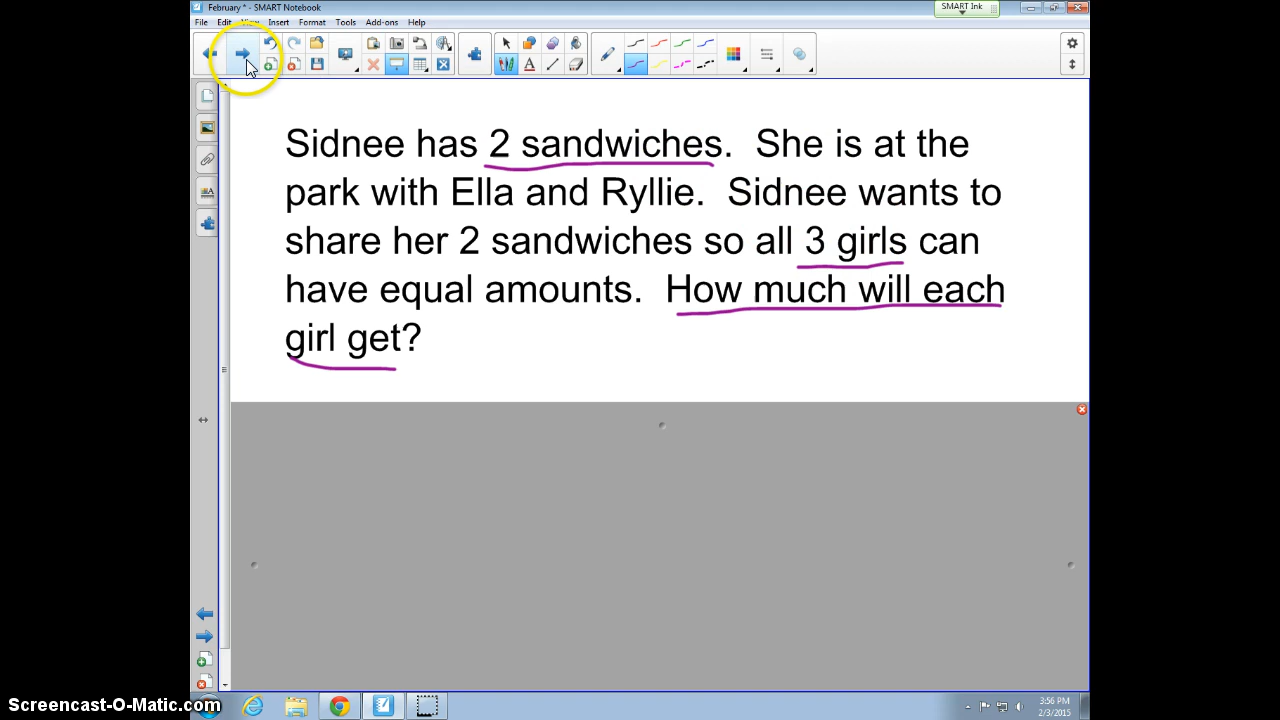 February * - SMART Notebook
SMART Ink
File Edit View Insert Format Tools Add-ons Help
Sidnee has 2 sandwiches. She is at the
park with Ella and Ryllie. Sidnee wants to
share her 2 sandwiches so all 3 girls can
have equal amounts. How much will each
girl get?
Screencast-O-Matic.com
3:56 PM
2/3/2015